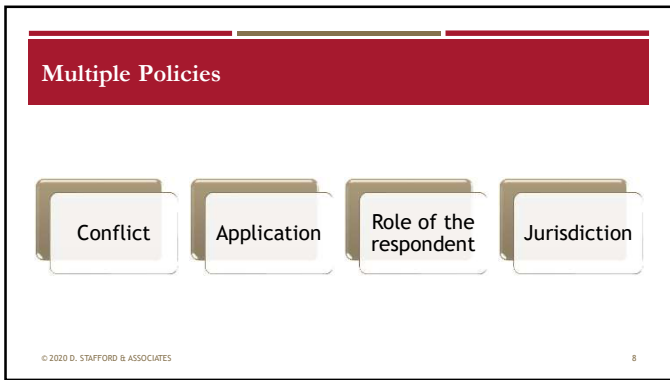 Multiple Policies
Conflict
Application
Role of the
respondent
Jurisdiction
© 2020 D. STAFFORD & ASSOCIATES
8